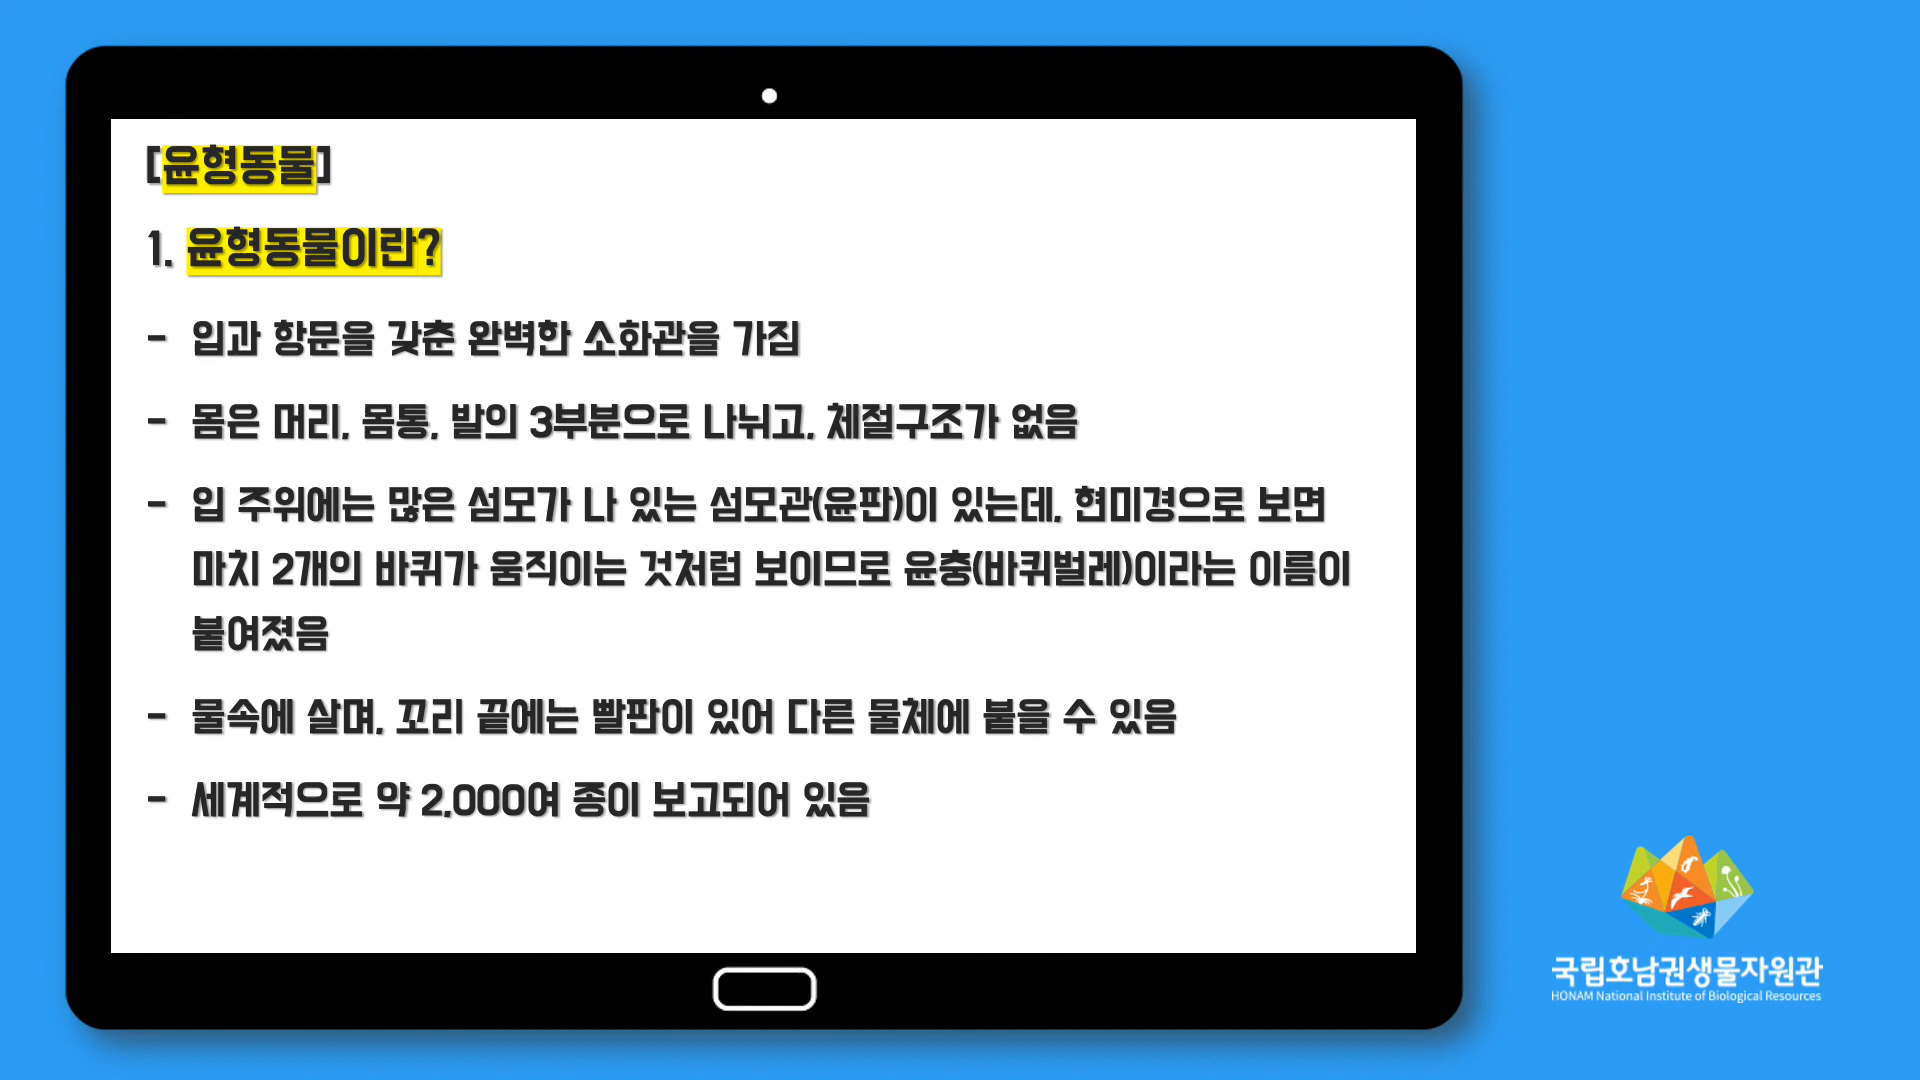 [윤형동물]
1. 윤형동물이란?
- 입과 항문을 갖춘 완벽한 소화관을 가짐
- 몸은 머리, 몸통, 발의 3부분으로 나뉘고, 체절구조가 없음
- 입 주위에는 많은 섬모가 나 있는 섬모관(윤판)이 있는데, 현미경으로 보면
마치 2개의 바퀴가 움직이는 것처럼 보이므로 윤충(바퀴벌레)이라는 이름이
붙여졌음
- 물속에 살며, 꼬리 끝에는 빨판이 있어 다른 물체에 붙을 수 있음
- 세계적으로 약 2,000여 종이 보고되어 있음
국립호남권생물자원관
HONAM National Institute of Biological Resources